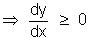 ⇒ dy/dx ≥ 0